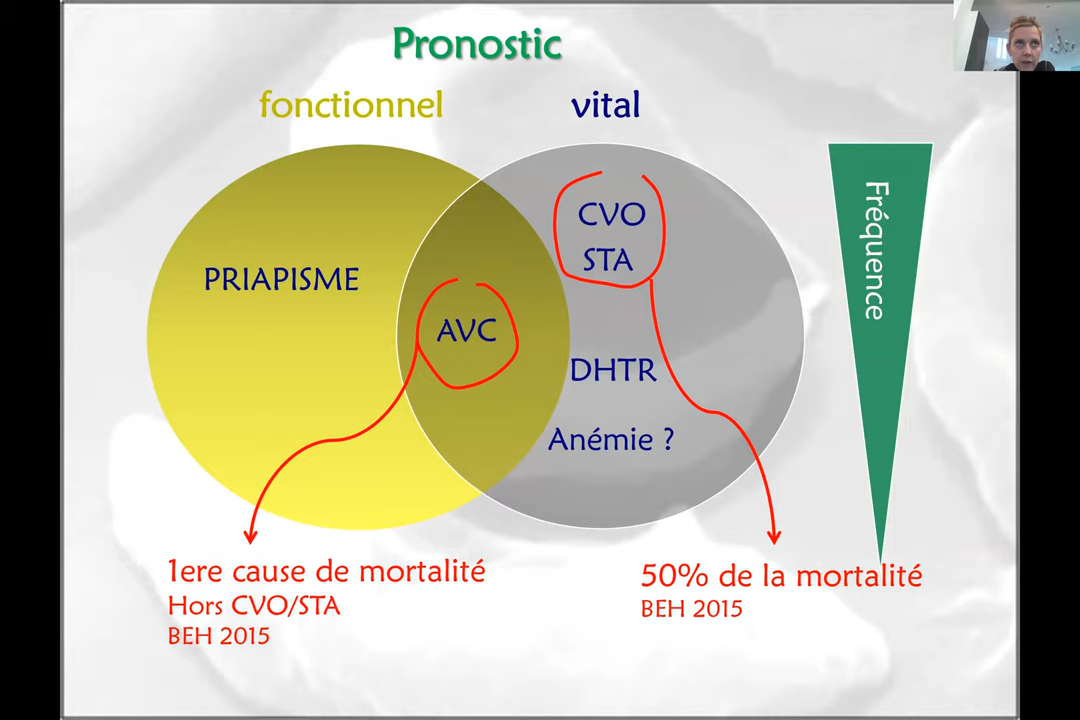 Pronostic
fonctionnel
vital
CVO
STA
PRIAPISME
AVC
DHTR
Anémie ?
Fréquence
1ere cause de mortalité
Hors CVO/STA
BEH 2015
50% de la mortalité
BEH 2015